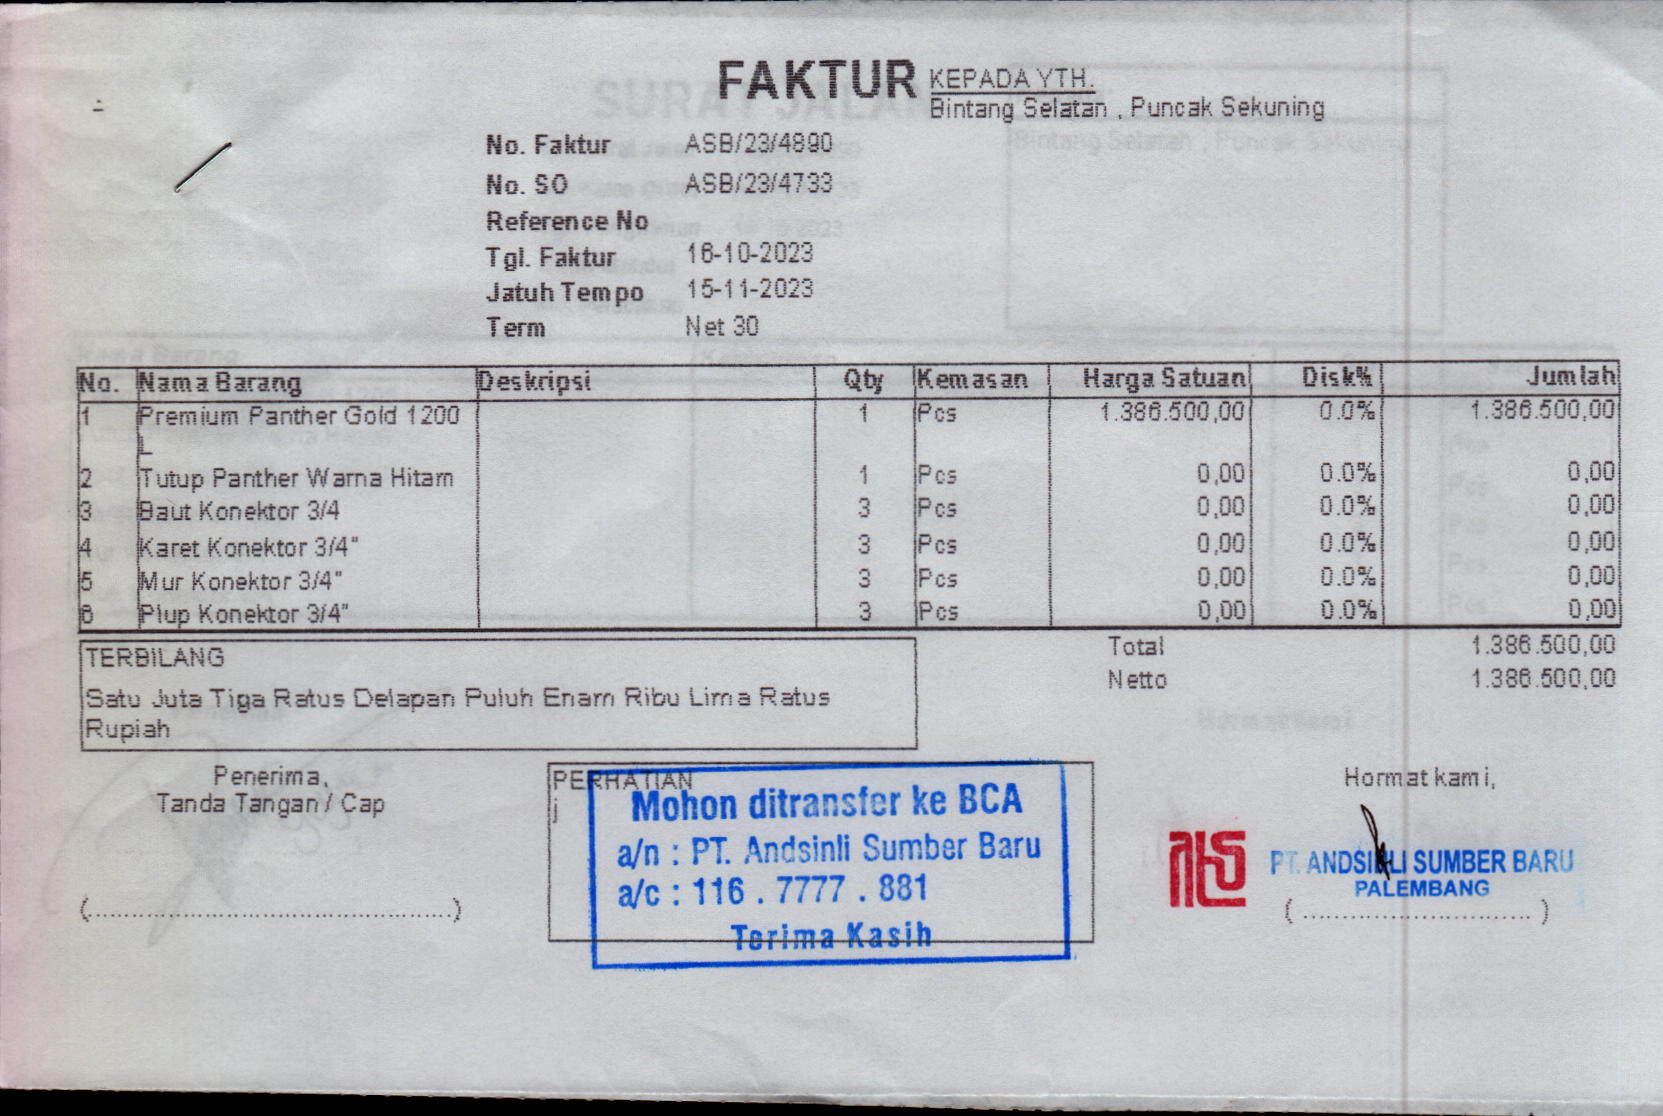 FAKTUR
KEPADA YTH.
Bintang Selatan , Puncak Sekuning
No. Faktur ASB/23/4890
No. SO ASB/23/4733
Reference No
Tgl. Faktur 16-10-2023
Jatuh Tempo 15-11-2023
Term Net 30
No. Nama Barang Deskripsi Qty Kemasan Harga Satuan Disk% Jumlah
1 Premium Panther Gold 1200 1 Pcs 1.386.500,00 0.0% 1.386.500,00
L
2 Tutup Panther Warna Hitam 1 Pcs 0,00 0.0% 0,00
3 Baut Konektor 3/4 3 Pcs 0,00 0.0% 0,00
4 Karet Konektor 3/4" 3 Pcs 0,00 0.0% 0,00
5 Mur Konektor 3/4" 3 Pcs 0,00 0.0% 0,00
6 Plup Konektor 3/4" 3 Pcs 0,00 0.0% 0,00
Total 1.386.500,00
Netto 1.386.500,00
TERBILANG
Satu Juta Tiga Ratus Delapan Puluh Enam Ribu Lima Ratus
Rupiah
Penerima,
Tanda Tangan / Cap
(....................................................)
PERHATIAN
j
Mohon ditransfer ke BCA
a/n : PT. Andsinli Sumber Baru
a/c : 116 . 7777 . 881
Terima Kasih
Hormat kami,
PT. ANDSINLI SUMBER BARU
PALEMBANG
( ................................. )